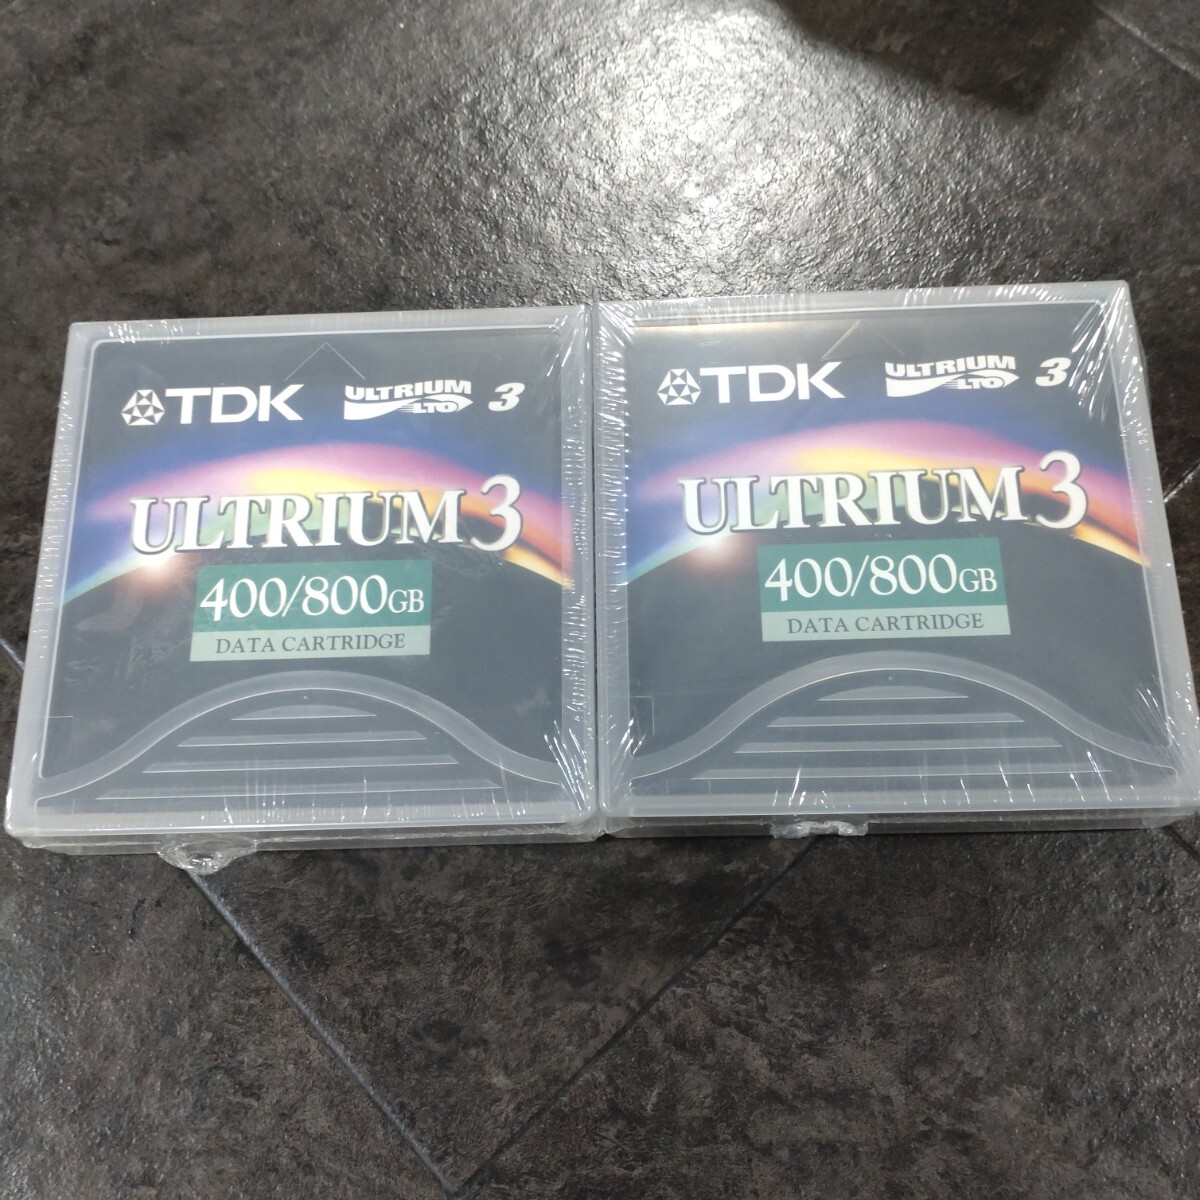 TDK ULTRIUM LTO 3
ULTRIUM 3
400/800GB
DATA CARTRIDGE
TDK ULTRIUM LTO 3
ULTRIUM 3
400/800GB
DATA CARTRIDGE